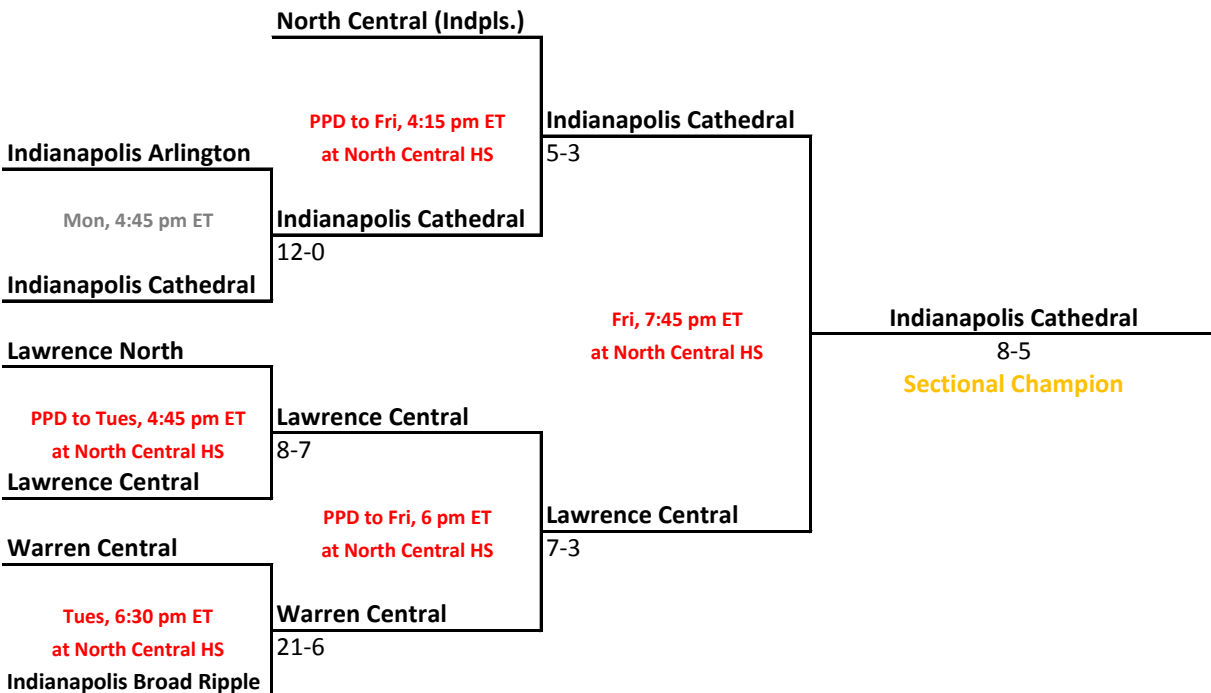 North Central (Indpls.)
PPD to Fri, 4:15 pm ET
at North Central HS
Indianapolis Cathedral
5-3
Indianapolis Arlington
Mon, 4:45 pm ET
Indianapolis Cathedral
12-0
Indianapolis Cathedral
Fri, 7:45 pm ET
at North Central HS
Indianapolis Cathedral
8-5
Sectional Champion
Lawrence North
PPD to Tues, 4:45 pm ET
at North Central HS
Lawrence Central
8-7
Lawrence Central
PPD to Fri, 6 pm ET
at North Central HS
Lawrence Central
7-3
Warren Central
Tues, 6:30 pm ET
at North Central HS
Warren Central
21-6
Indianapolis Broad Ripple